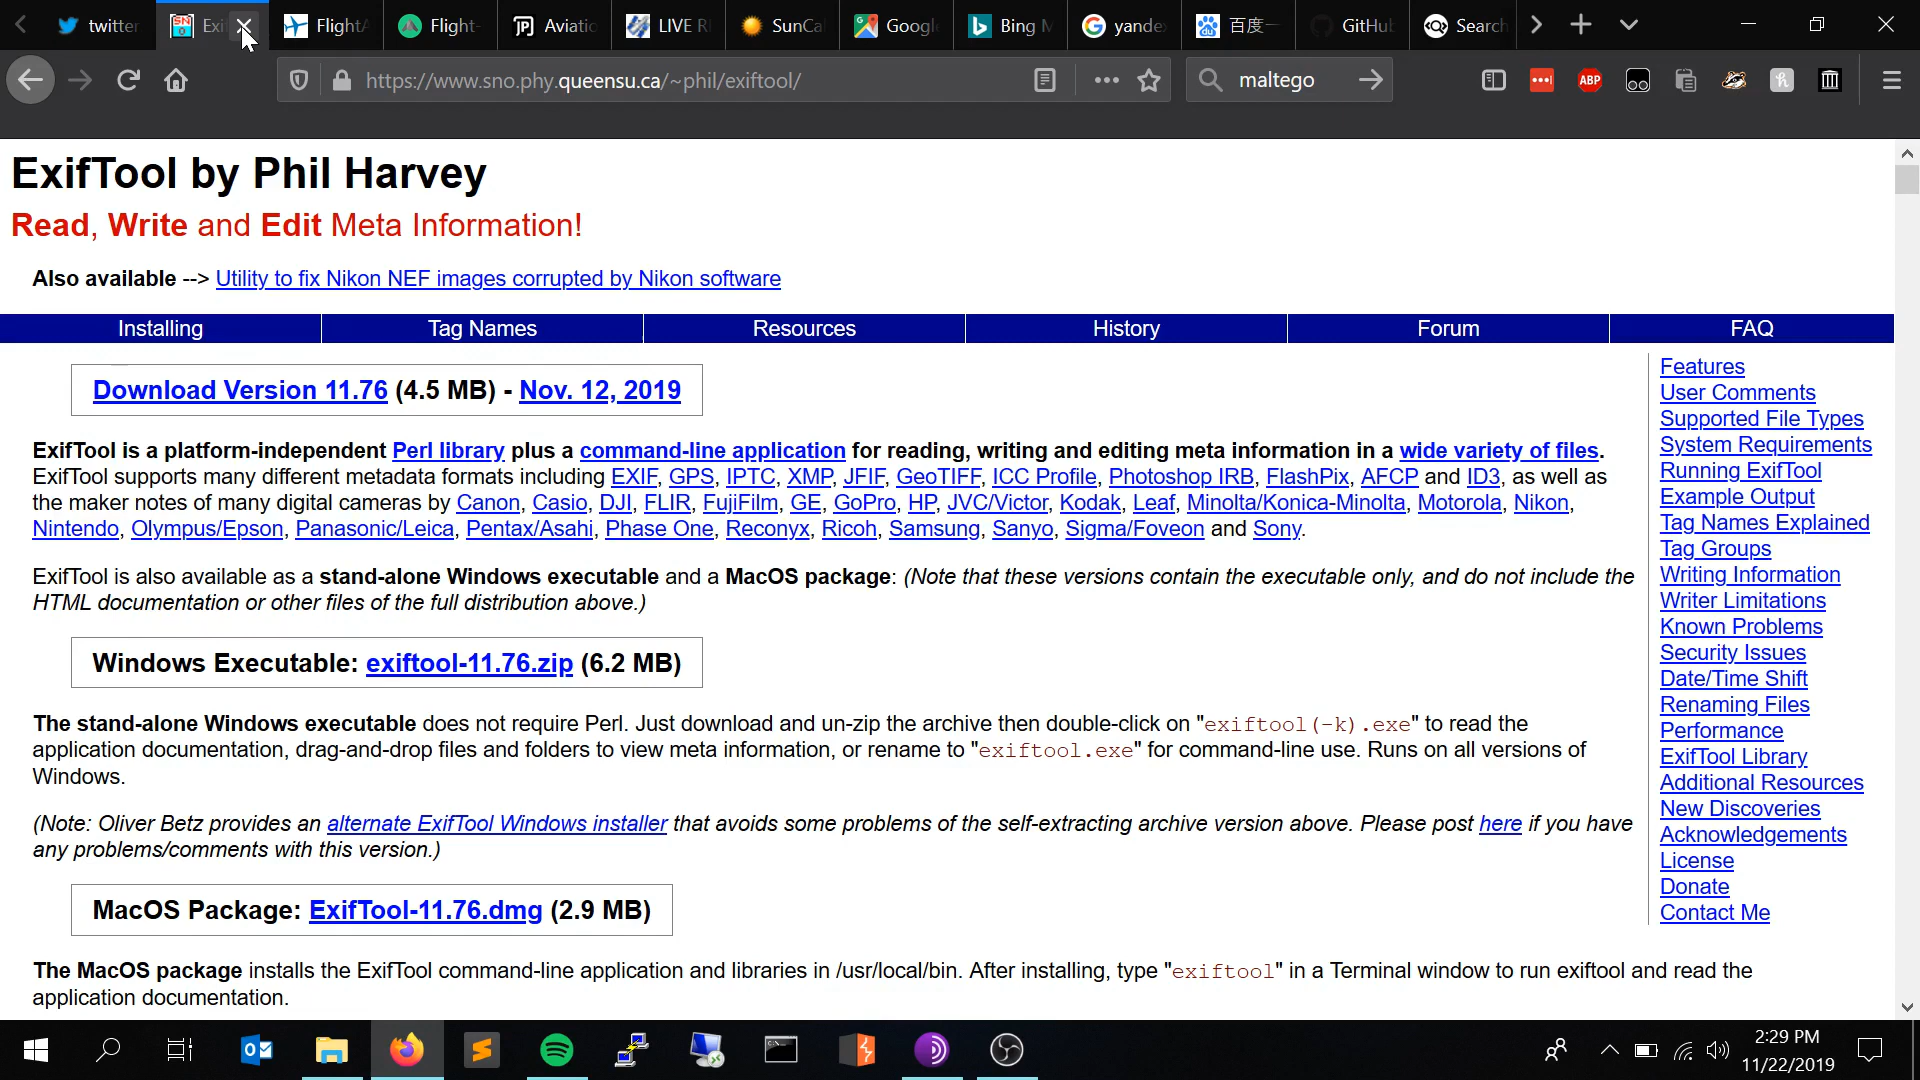 twitter
Exi
FlightA
Flight-
Aviatio
LIVE R
SunCa
Google
Bing M
yandex
百度一
GitHub
Search
https://www.sno.phy.queensu.ca/~phil/exiftool/
maltego
ABP
ExifTool by Phil Harvey
Read, Write and Edit Meta Information!
Also available --> Utility to fix Nikon NEF images corrupted by Nikon software
Installing
Tag Names
Resources
History
Forum
FAQ
Download Version 11.76 (4.5 MB) - Nov. 12, 2019
ExifTool is a platform-independent Perl library plus a command-line application for reading, writing and editing meta information in a wide variety of files.
ExifTool supports many different metadata formats including EXIF, GPS, IPTC, XMP, JFIF, GeoTIFF, ICC Profile, Photoshop IRB, FlashPix, AFCP and ID3, as well as
the maker notes of many digital cameras by Canon, Casio, DJI, FLIR, FujiFilm, GE, GoPro, HP, JVC/Victor, Kodak, Leaf, Minolta/Konica-Minolta, Motorola, Nikon,
Nintendo, Olympus/Epson, Panasonic/Leica, Pentax/Asahi, Phase One, Reconyx, Ricoh, Samsung, Sanyo, Sigma/Foveon and Sony.
ExifTool is also available as a stand-alone Windows executable and a MacOS package: (Note that these versions contain the executable only, and do not include the
HTML documentation or other files of the full distribution above.)
Windows Executable: exiftool-11.76.zip (6.2 MB)
The stand-alone Windows executable does not require Perl. Just download and un-zip the archive then double-click on "exiftool(-k).exe" to read the
application documentation, drag-and-drop files and folders to view meta information, or rename to "exiftool.exe" for command-line use. Runs on all versions of
Windows.
(Note: Oliver Betz provides an alternate ExifTool Windows installer that avoids some problems of the self-extracting archive version above. Please post here if you have
any problems/comments with this version.)
MacOS Package: ExifTool-11.76.dmg (2.9 MB)
The MacOS package installs the ExifTool command-line application and libraries in /usr/local/bin. After installing, type "exiftool" in a Terminal window to run exiftool and read the
application documentation.
Features
User Comments
Supported File Types
System Requirements
Running ExifTool
Example Output
Tag Names Explained
Tag Groups
Writing Information
Writer Limitations
Known Problems
Security Issues
Date/Time Shift
Renaming Files
Performance
ExifTool Library
Additional Resources
New Discoveries
Acknowledgements
License
Donate
Contact Me
2:29 PM
11/22/2019